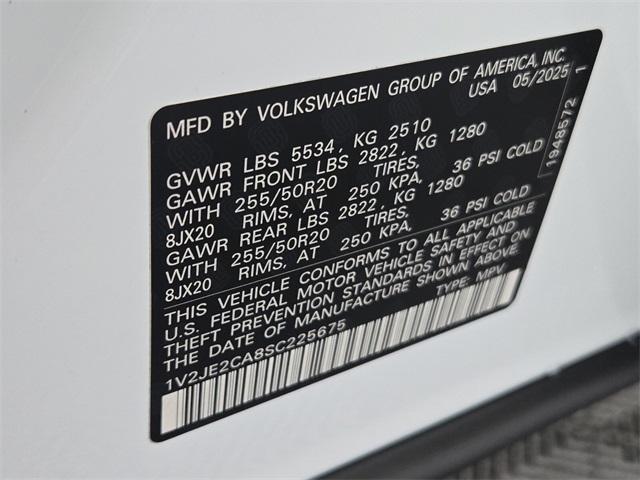 MFD BY VOLKSWAGEN GROUP OF AMERICA, INC.
USA 05/2025
GVWR LBS 5534, KG 2510
GAWR FRONT LBS 2822, KG 1280
WITH 255/50R20 TIRES,
8JX20 RIMS, AT 250 KPA, 36 PSI COLD
GAWR REAR LBS 2822, KG 1280
WITH 255/50R20 TIRES,
8JX20 RIMS, AT 250 KPA, 36 PSI COLD
THIS VEHICLE CONFORMS TO ALL APPLICABLE
U.S. FEDERAL MOTOR VEHICLE SAFETY AND
THEFT PREVENTION STANDARDS IN EFFECT ON
DATE OF MANUFACTURE SHOWN ABOVE.
TYPE: MPV
1V2JE2CA8SC225675
1948572 1